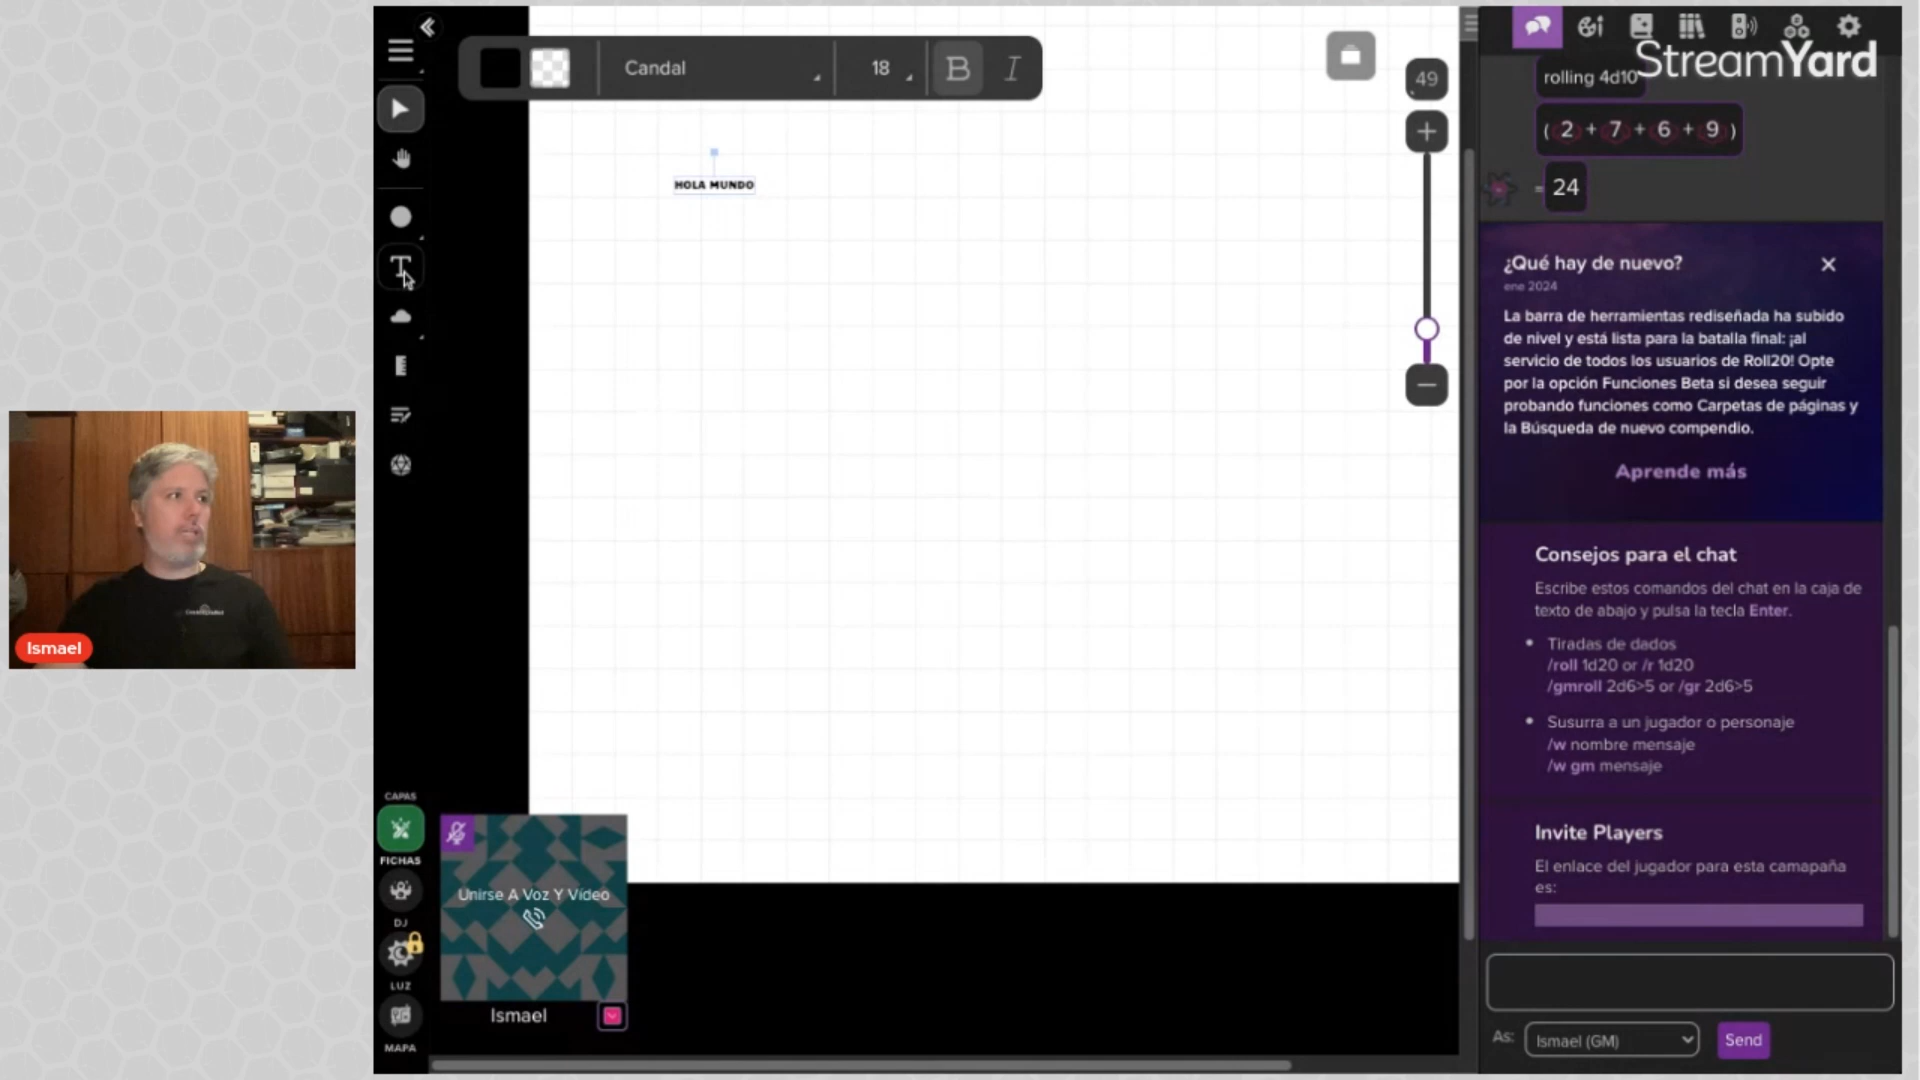 Candal
18
B
I
HOLA MUNDO
49
CAPAS
FICHAS
DJ
LUZ
MAPA
Unirse A Voz Y Vídeo
Ismael
Ismael
StreamYard
rolling 4d10
(2+7+6+9)
=24
¿Qué hay de nuevo?
ene 2024
La barra de herramientas rediseñada ha subido
de nivel y está lista para la batalla final: ¡al
servicio de todos los usuarios de Roll20! Opte
por la opción Funciones Beta si desea seguir
probando funciones como Carpetas de páginas y
la Búsqueda de nuevo compendio.
Aprende más
Consejos para el chat
Escribe estos comandos del chat en la caja de
texto de abajo y pulsa la tecla Enter.
Tiradas de dados
/roll 1d20 or /r 1d20
/gmroll 2d6>5 or /gr 2d6>5
Susurra a un jugador o personaje
/w nombre mensaje
/w gm mensaje
Invite Players
El enlace del jugador para esta camapaña
es:
As: Ismael (GM) Send